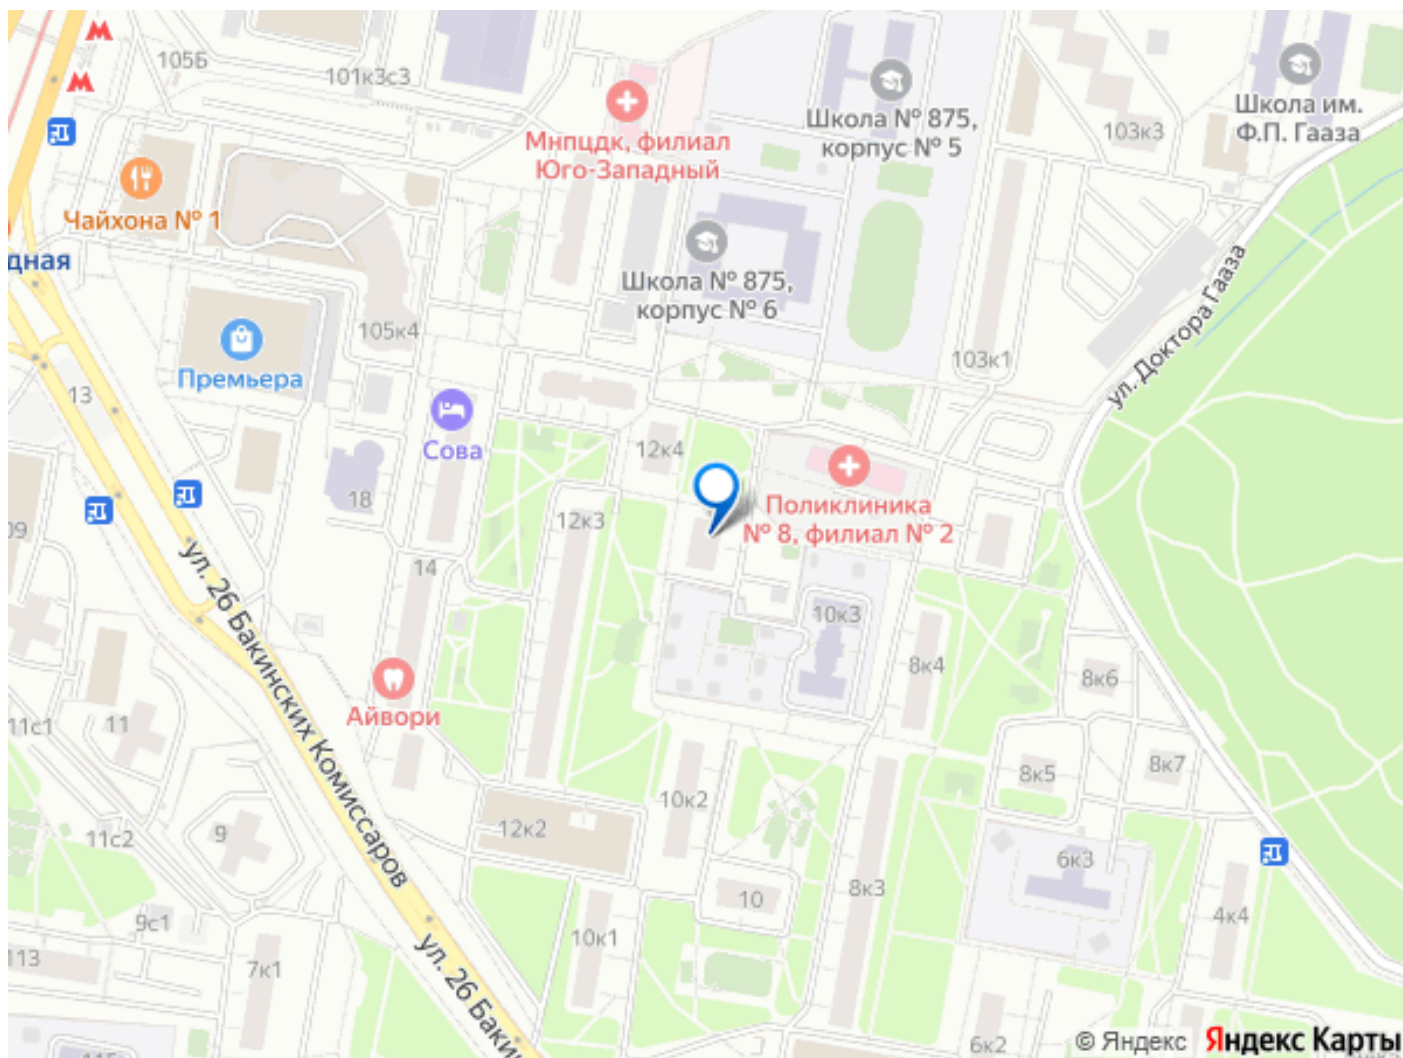 105Б
101к3с3
Мнпцдк, филиал
Юго-Западный
Школа № 875,
корпус № 5
103к3
Школа им.
Ф.П. Гааза
Чайхона № 1
дная
Школа № 875,
корпус № 6
105к4
Премьера
13
103к1
ул. Доктора Гааза
Сова
12к4
Поликлиника
№ 8, филиал № 2
18
12к3
09
14
10к3
ул. 26 Бакинских Комиссаров
8к4
8к6
Айвори
11с1
11
8к5
8к7
10к2
12к2
11с2
9
6к3
8к3
10
4к4
9с1
10к1
ул. 26 Бакин
113
7к1
6к2
© Яндекс Яндекс Карты